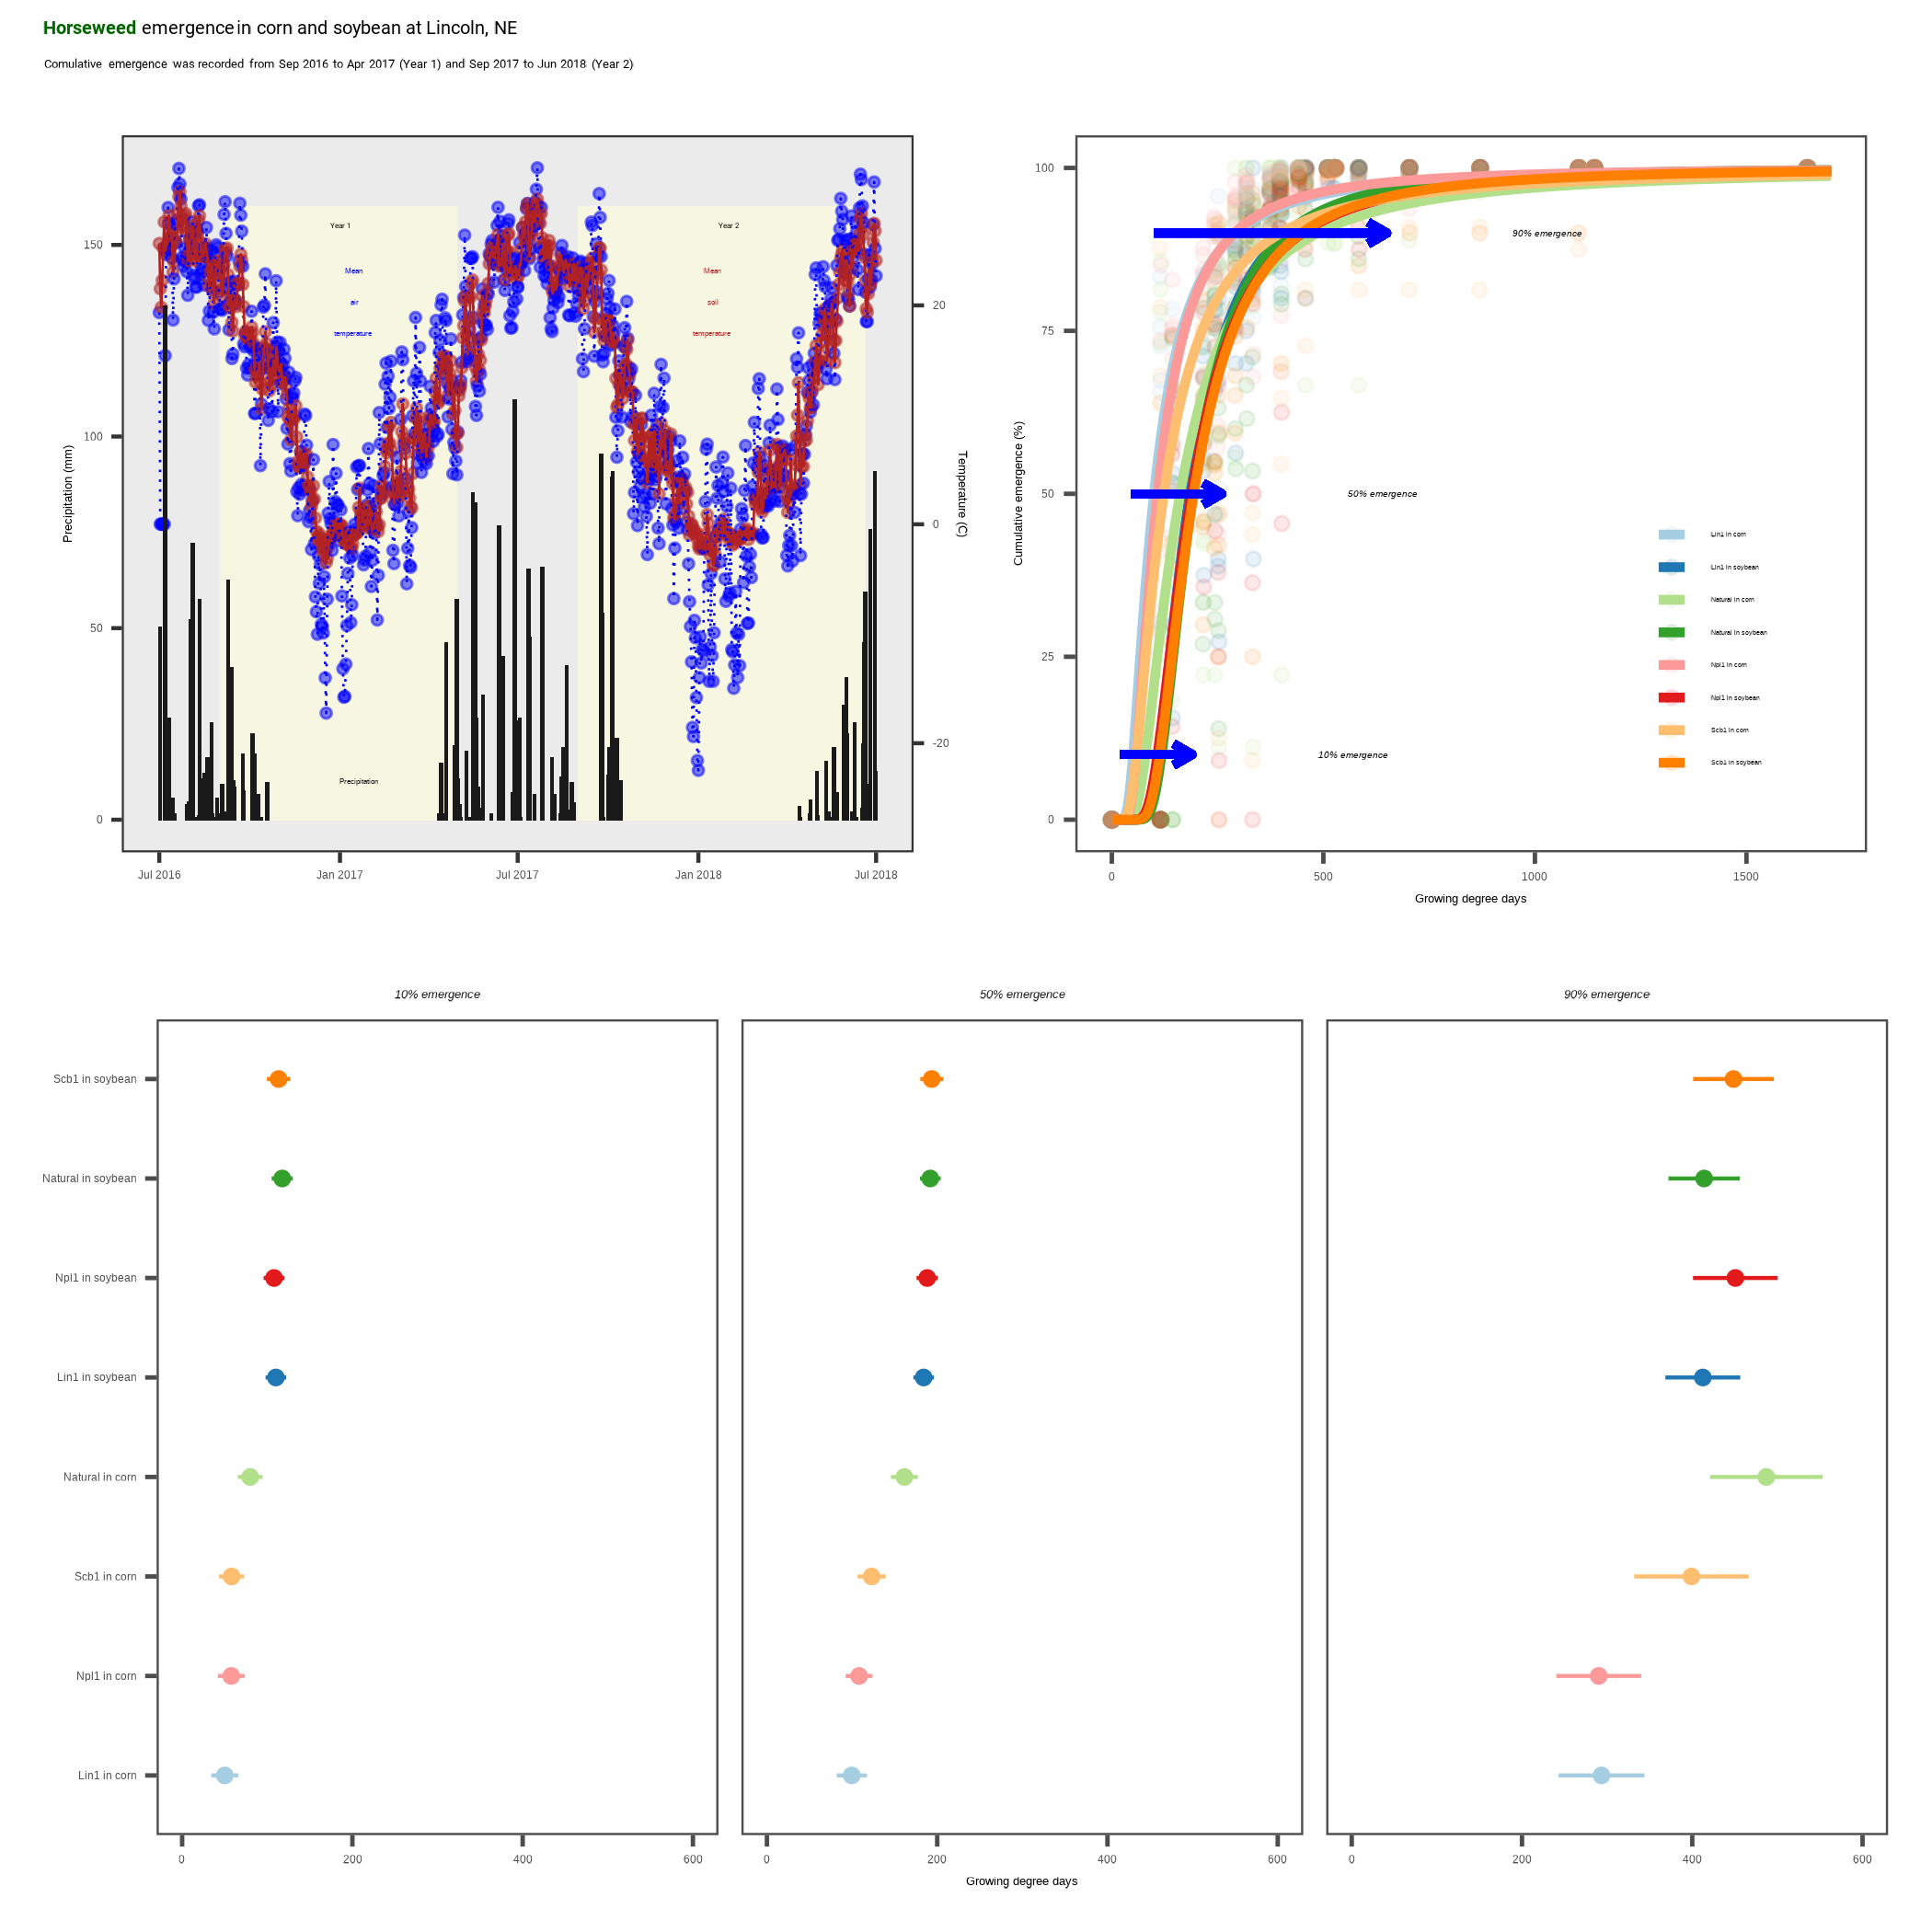 Horseweed emergence in corn and soybean at Lincoln, NE
Comulative emergence was recorded from Sep 2016 to Apr 2017 (Year 1) and Sep 2017 to Jun 2018 (Year 2)
Precipitation (mm)
150
100
50
0
Year 1
Year 2
Mean
air
temperature
Mean
soil
temperature
Precipitation
20
0
-20
Temperature (C)
Jul 2016
Jan 2017
Jul 2017
Jan 2018
Jul 2018
Cumulative emergence (%)
100
75
50
25
0
90% emergence
50% emergence
10% emergence
Lin1 in corn
Lin1 in soybean
Natural in corn
Natural in soybean
Npl1 in corn
Npl1 in soybean
Scb1 in corn
Scb1 in soybean
0
500
1000
1500
Growing degree days
10% emergence
50% emergence
90% emergence
Scb1 in soybean
Natural in soybean
Npl1 in soybean
Lin1 in soybean
Natural in corn
Scb1 in corn
Npl1 in corn
Lin1 in corn
0
200
400
600
0
200
400
600
0
200
400
600
Growing degree days